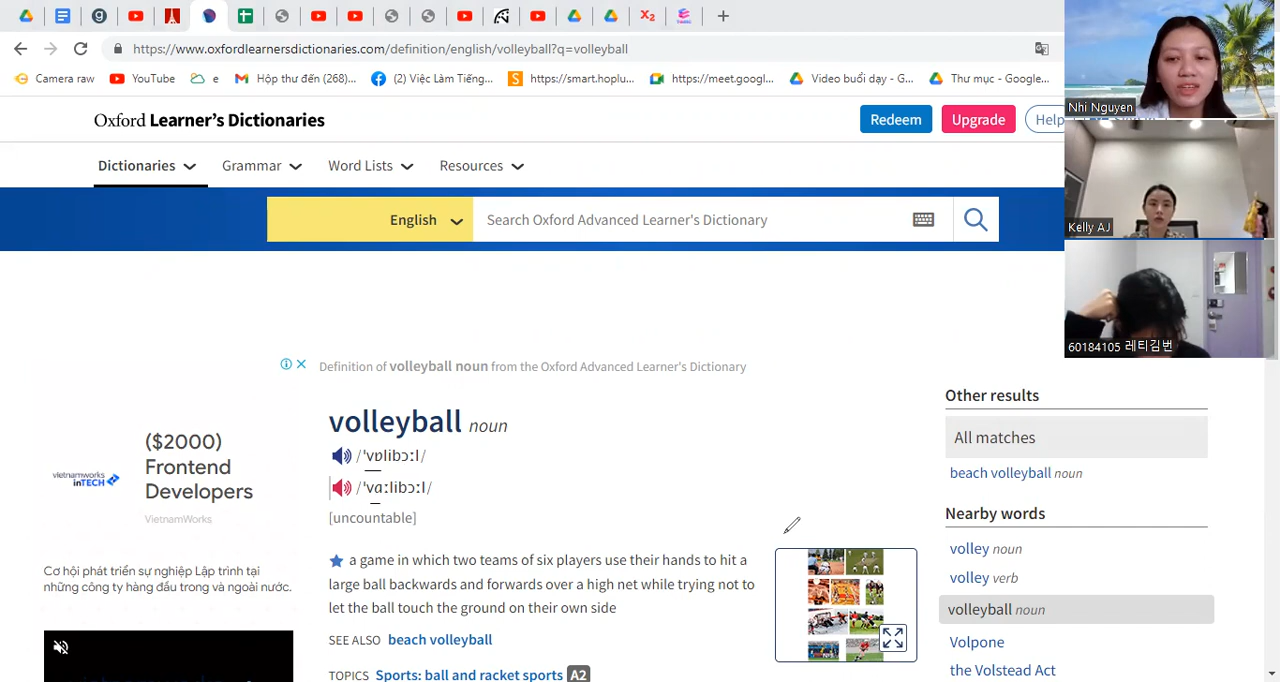 https://www.oxfordlearnersdictionaries.com/definition/english/volleyball?q=volleyball
Camera raw
YouTube
e
Hộp thư đến (268)...
(2) Việc Làm Tiếng...
https://smart.hoplu...
https://meet.googl...
Video buổi dạy - G...
Thư mục - Google...
Nhi Nguyen
Oxford Learner's Dictionaries
Redeem
Upgrade
Help
Dictionaries
Grammar
Word Lists
Resources
English
Search Oxford Advanced Learner's Dictionary
Kelly AJ
60184105 레티김번
Definition of volleyball noun from the Oxford Advanced Learner's Dictionary
volleyball noun
/ˈvɒlibɔːl/
/ˈvɑːlibɔːl/
[uncountable]
a game in which two teams of six players use their hands to hit a
large ball backwards and forwards over a high net while trying not to
let the ball touch the ground on their own side
SEE ALSO beach volleyball
TOPICS Sports: ball and racket sports A2
($2000)
Frontend
Developers
vietnamworks
inTECH
VietnamWorks
Cơ hội phát triển sự nghiệp Lập trình tại
những công ty hàng đầu trong và ngoài nước.
Other results
All matches
beach volleyball noun
Nearby words
volley noun
volley verb
volleyball noun
Volpone
the Volstead Act